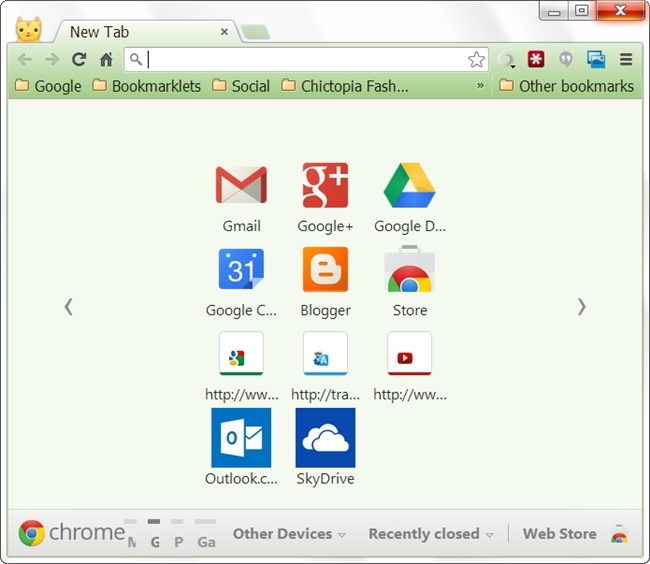 New Tab
Google Bookmarklets Social Chictopia Fash... » Other bookmarks
Gmail Google+ Google D...
31
Google C... Blogger Store
http://ww... http://tra... http://ww...
Outlook.c... SkyDrive
chrome M G P Ga Other Devices Recently closed Web Store